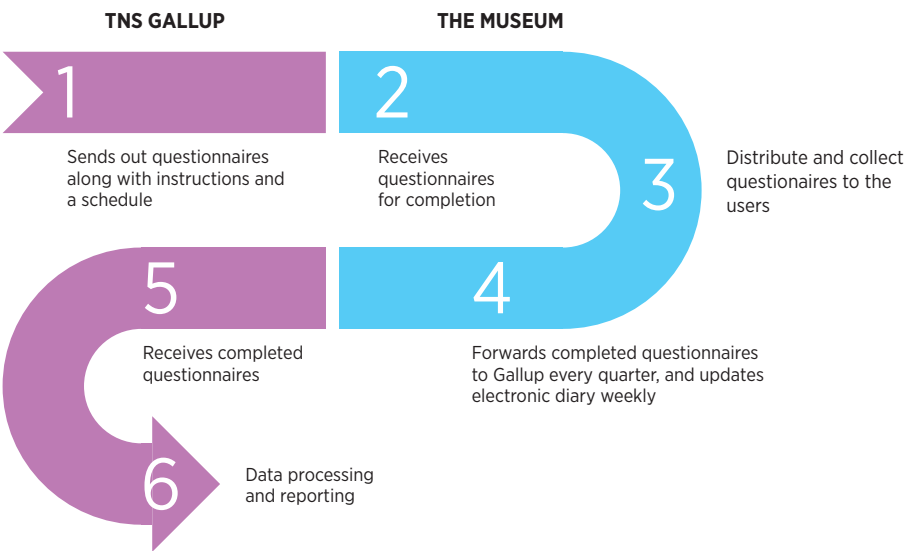 TNS GALLUP
THE MUSEUM
1
Sends out questionnaires
along with instructions and
a schedule
2
Receives
questionnaires
for completion
3
Distribute and collect
questionaires to the
users
4
Forwards completed questionnaires
to Gallup every quarter, and updates
electronic diary weekly
5
Receives completed
questionnaires
6
Data processing
and reporting